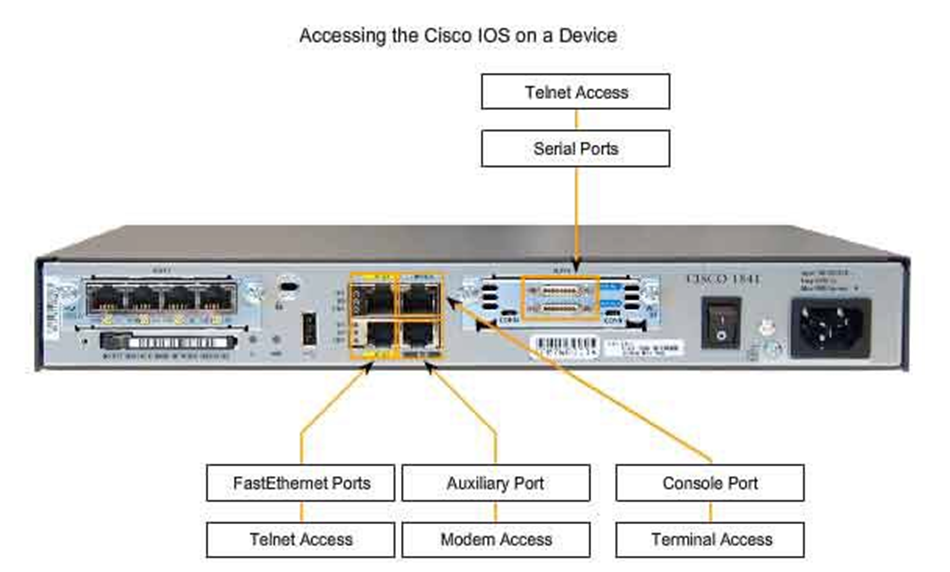 Accessing the Cisco IOS on a Device
Telnet Access
Serial Ports
CISCO 1841
FastEthernet Ports
Auxiliary Port
Console Port
Telnet Access
Modem Access
Terminal Access